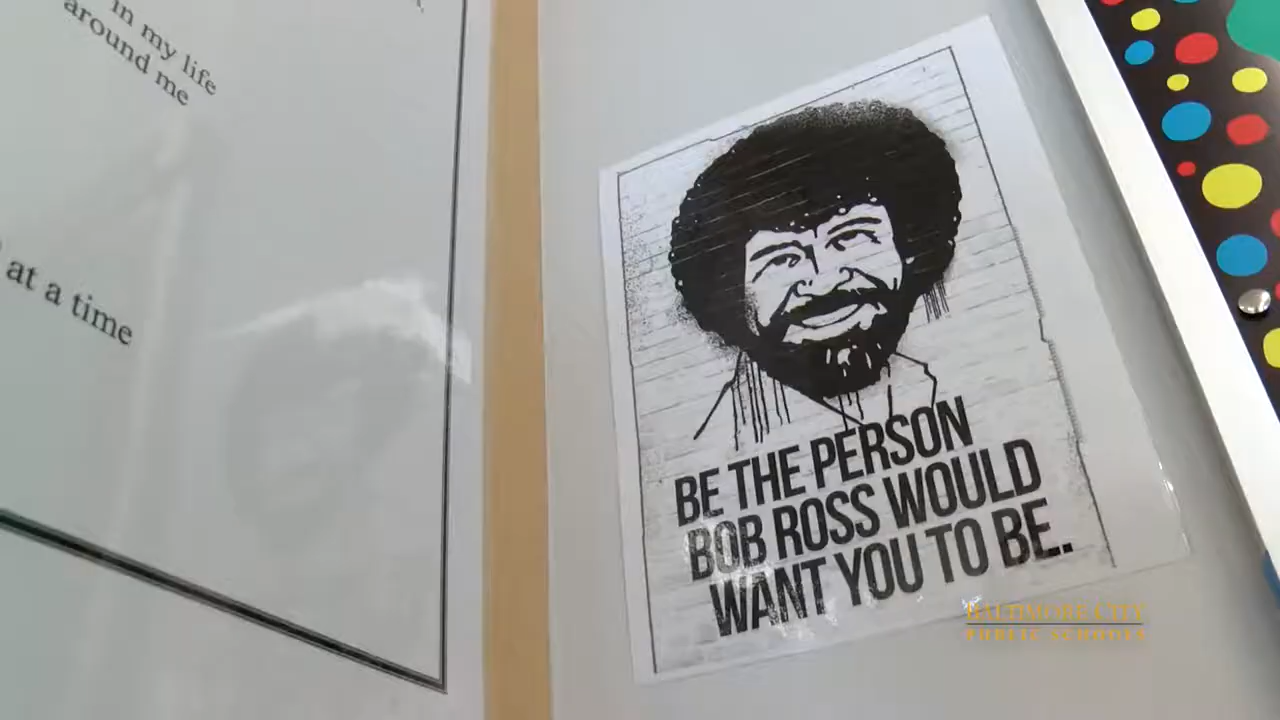 in my life
around me
at a time
BE THE PERSON
BOB ROSS WOULD
WANT YOU TO BE.
BALTIMORE CITY
PUBLIC SCHOOLS